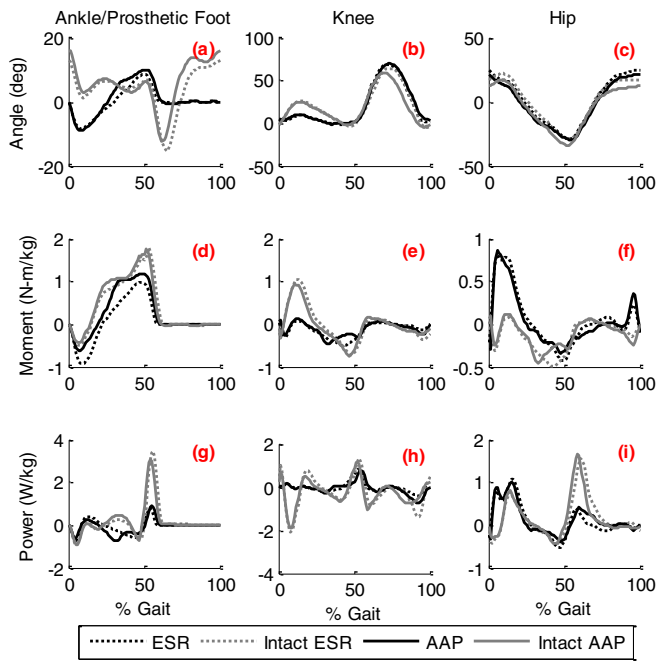 Ankle/Prosthetic Foot Knee Hip
(a) (b) (c)
Angle (deg)
20 0 -20
100 50 0 -50
50 0 -50
0 50 100
0 50 100
0 50 100
(d) (e) (f)
Moment (N-m/kg)
2 1 0 -1
2 1 0 -1
1 0.5 0 -0.5
0 50 100
0 50 100
0 50 100
(g) (h) (i)
Power (W/kg)
4 2 0 -2
2 0 -2 -4
2 1 0 -1
0 50 100
0 50 100
0 50 100
% Gait % Gait % Gait
ESR Intact ESR AAP Intact AAP